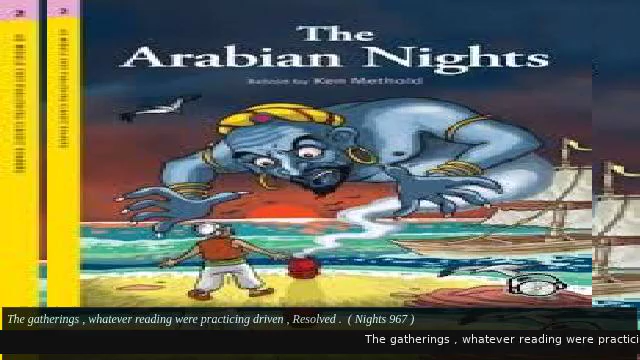 The
Arabian Nights
Retold by Ken Methold
The gatherings , whatever reading were practicing driven , Resolved . ( Nights 967 )
The gatherings , whatever reading were practici